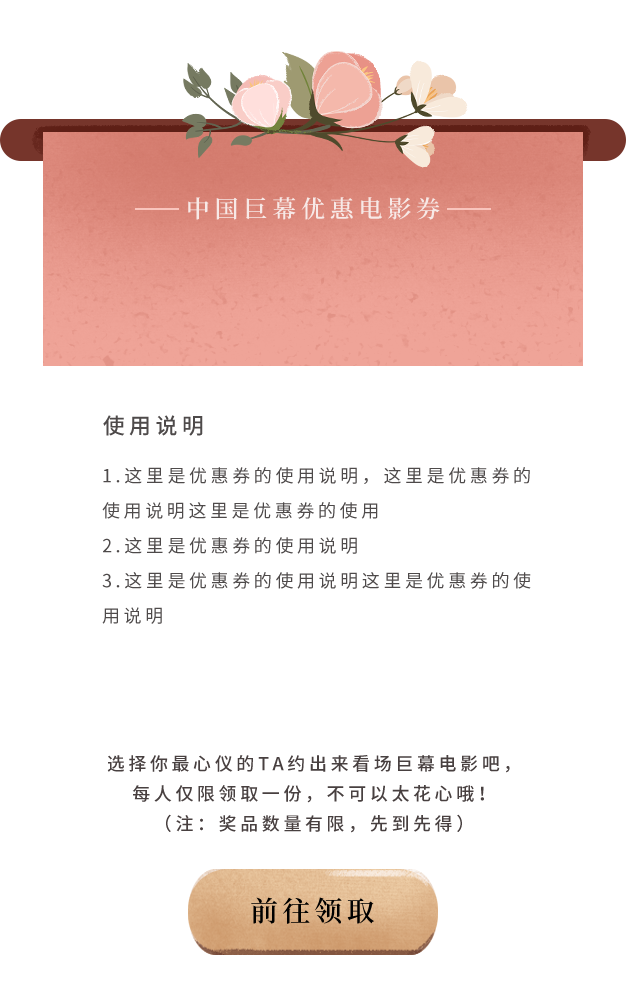 中国巨幕优惠电影券
使用说明
1.这里是优惠券的使用说明，这里是优惠券的
使用说明这里是优惠券的使用
2.这里是优惠券的使用说明
3.这里是优惠券的使用说明这里是优惠券的使
用说明
选择你最心仪的TA约出来看场巨幕电影吧，
每人仅限领取一份，不可以太花心哦！
（注：奖品数量有限，先到先得）
前往领取